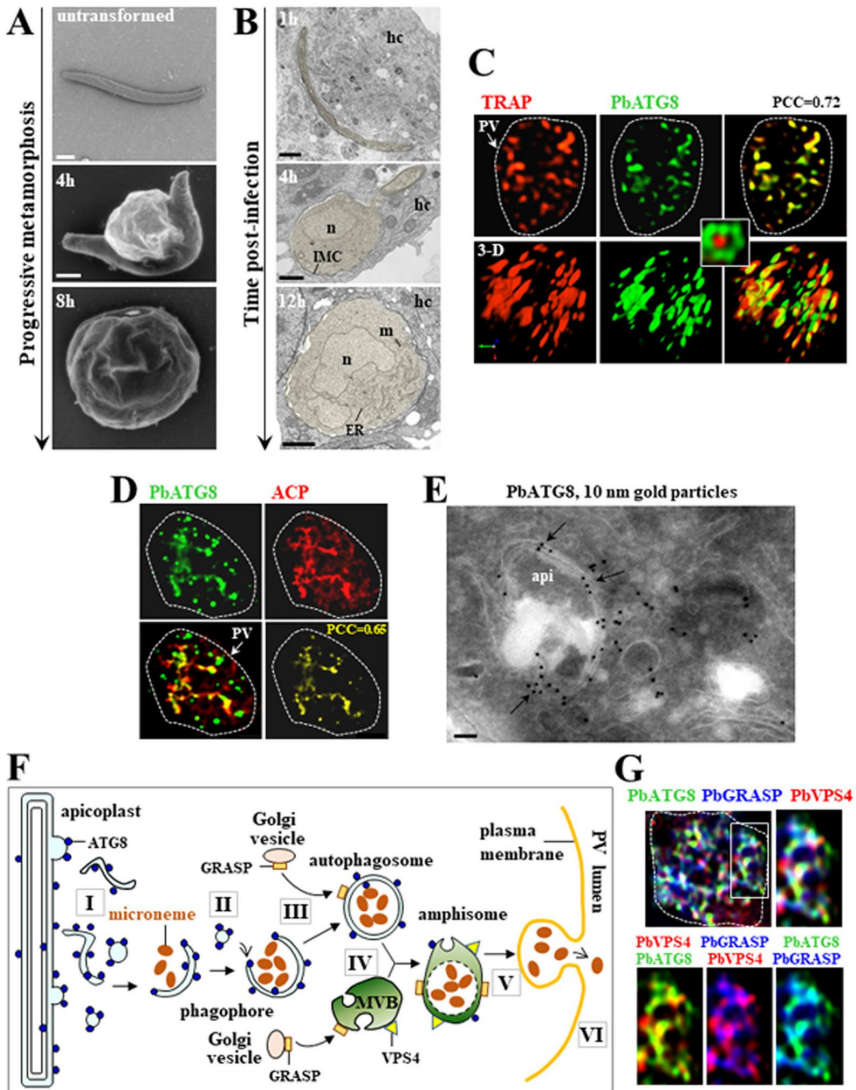 A
untransformed
4h
8h
Progressive metamorphosis
B
1h
hc
4h
n
hc
IMC
12h
hc
m
n
ER
Time post-infection
C
TRAP
PbATG8
PCC=0.72
PV
3-D
D
PbATG8
ACP
PV
PCC=0.65
E
PbATG8, 10 nm gold particles
api
F
apicoplast
ATG8
I
microneme
II
phagophore
Golgi
vesicle
GRASP
III
autophagosome
IV
MVB
Golgi
vesicle
GRASP
VPS4
amphisome
V
plasma
membrane
PV lumen
VI
G
PbATG8 PbGRASP PbVPS4
PbVPS4 PbGRASP PbATG8
PbATG8 PbVPS4 PbGRASP